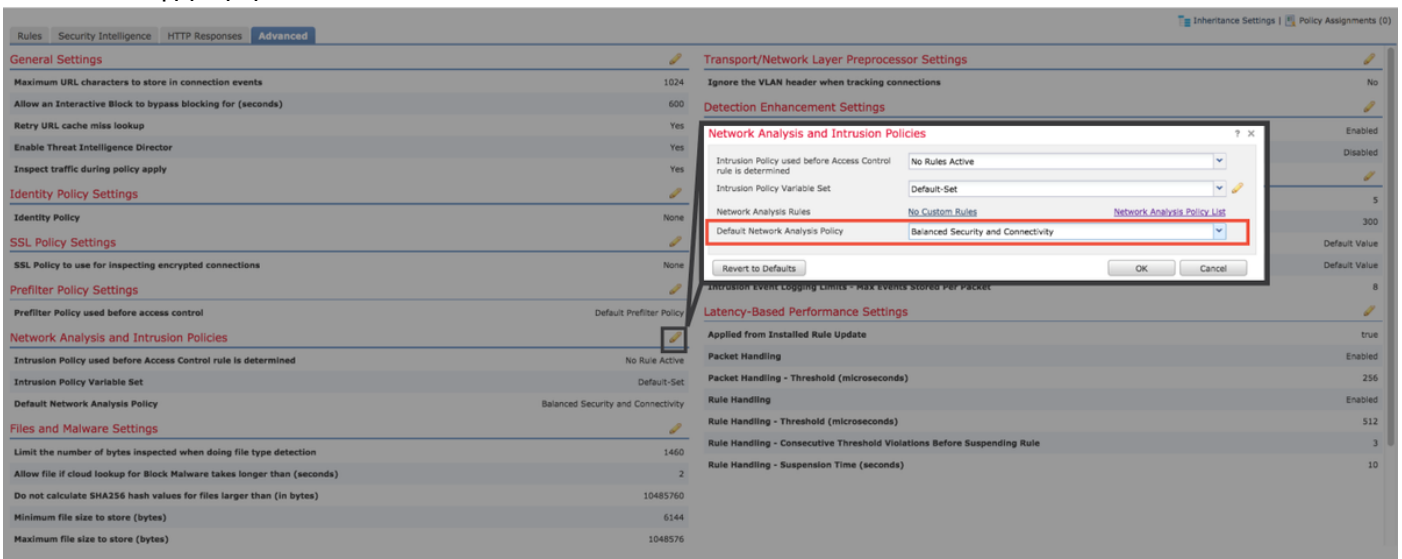 Inheritance Settings | Policy Assignments (0)
Rules Security Intelligence HTTP Responses Advanced
General Settings
Maximum URL characters to store in connection events 1024
Allow an Interactive Block to bypass blocking for (seconds) 600
Retry URL cache miss lookup Yes
Enable Threat Intelligence Director Yes
Inspect traffic during policy apply Yes
Identity Policy Settings
Identity Policy None
SSL Policy Settings
SSL Policy to use for inspecting encrypted connections None
Prefilter Policy Settings
Prefilter Policy used before access control Default Prefilter Policy
Network Analysis and Intrusion Policies
Intrusion Policy used before Access Control rule is determined No Rule Active
Intrusion Policy Variable Set Default-Set
Default Network Analysis Policy Balanced Security and Connectivity
Files and Malware Settings
Limit the number of bytes inspected when doing file type detection 1460
Allow file if cloud lookup for Block Malware takes longer than (seconds) 2
Do not calculate SHA256 hash values for files larger than (in bytes) 10485760
Minimum file size to store (bytes) 6144
Maximum file size to store (bytes) 1048576
Transport/Network Layer Preprocessor Settings
Ignore the VLAN header when tracking connections No
Detection Enhancement Settings
Enabled
Disabled
5
300
Default Value
Default Value
Network Analysis and Intrusion Policies ? ×
Intrusion Policy used before Access Control No Rules Active
rule is determined
Intrusion Policy Variable Set Default-Set
Network Analysis Rules No Custom Rules Network Analysis Policy List
Default Network Analysis Policy Balanced Security and Connectivity
Revert to Defaults OK Cancel
Intrusion Event Logging Limits - Max Events Stored Per Packet 8
Latency-Based Performance Settings
Applied from Installed Rule Update true
Packet Handling Enabled
Packet Handling - Threshold (microseconds) 256
Rule Handling Enabled
Rule Handling - Threshold (microseconds) 512
Rule Handling - Consecutive Threshold Violations Before Suspending Rule 3
Rule Handling - Suspension Time (seconds) 10